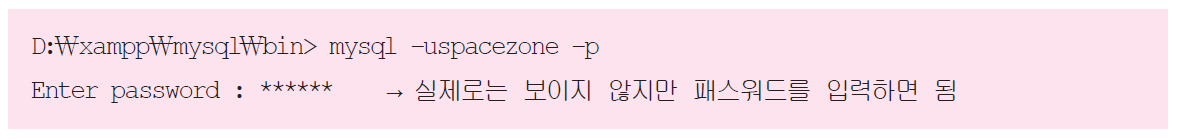 D:₩xampp₩mysql₩bin> mysql -uspacezone -p
Enter password : ****** → 실제로는 보이지 않지만 패스워드를 입력하면 됨